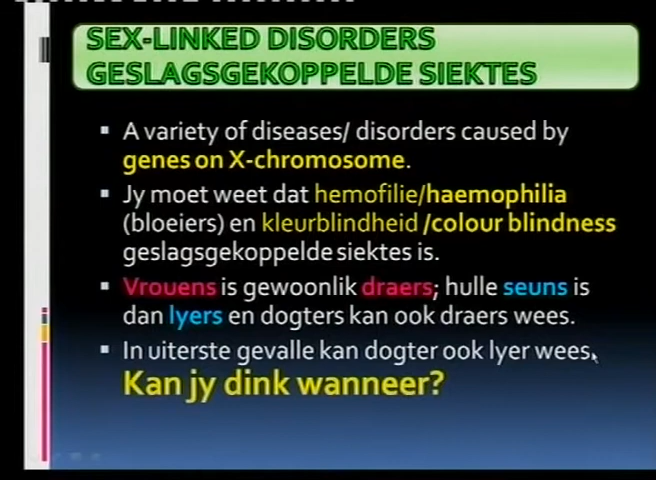 SEX-LINKED DISORDERS
GESLAGSGEKOPPELDE SIEKTES
A variety of diseases/ disorders caused by
genes on X-chromosome.
Jy moet weet dat hemofilie/haemophilia
(bloeiers) en kleurblindheid /colour blindness
geslagsgekoppelde siektes is.
Vrouens is gewoonlik draers; hulle seuns is
dan lyers en dogters kan ook draers wees.
In uiterste gevalle kan dogter ook lyer wees.
Kan jy dink wanneer?